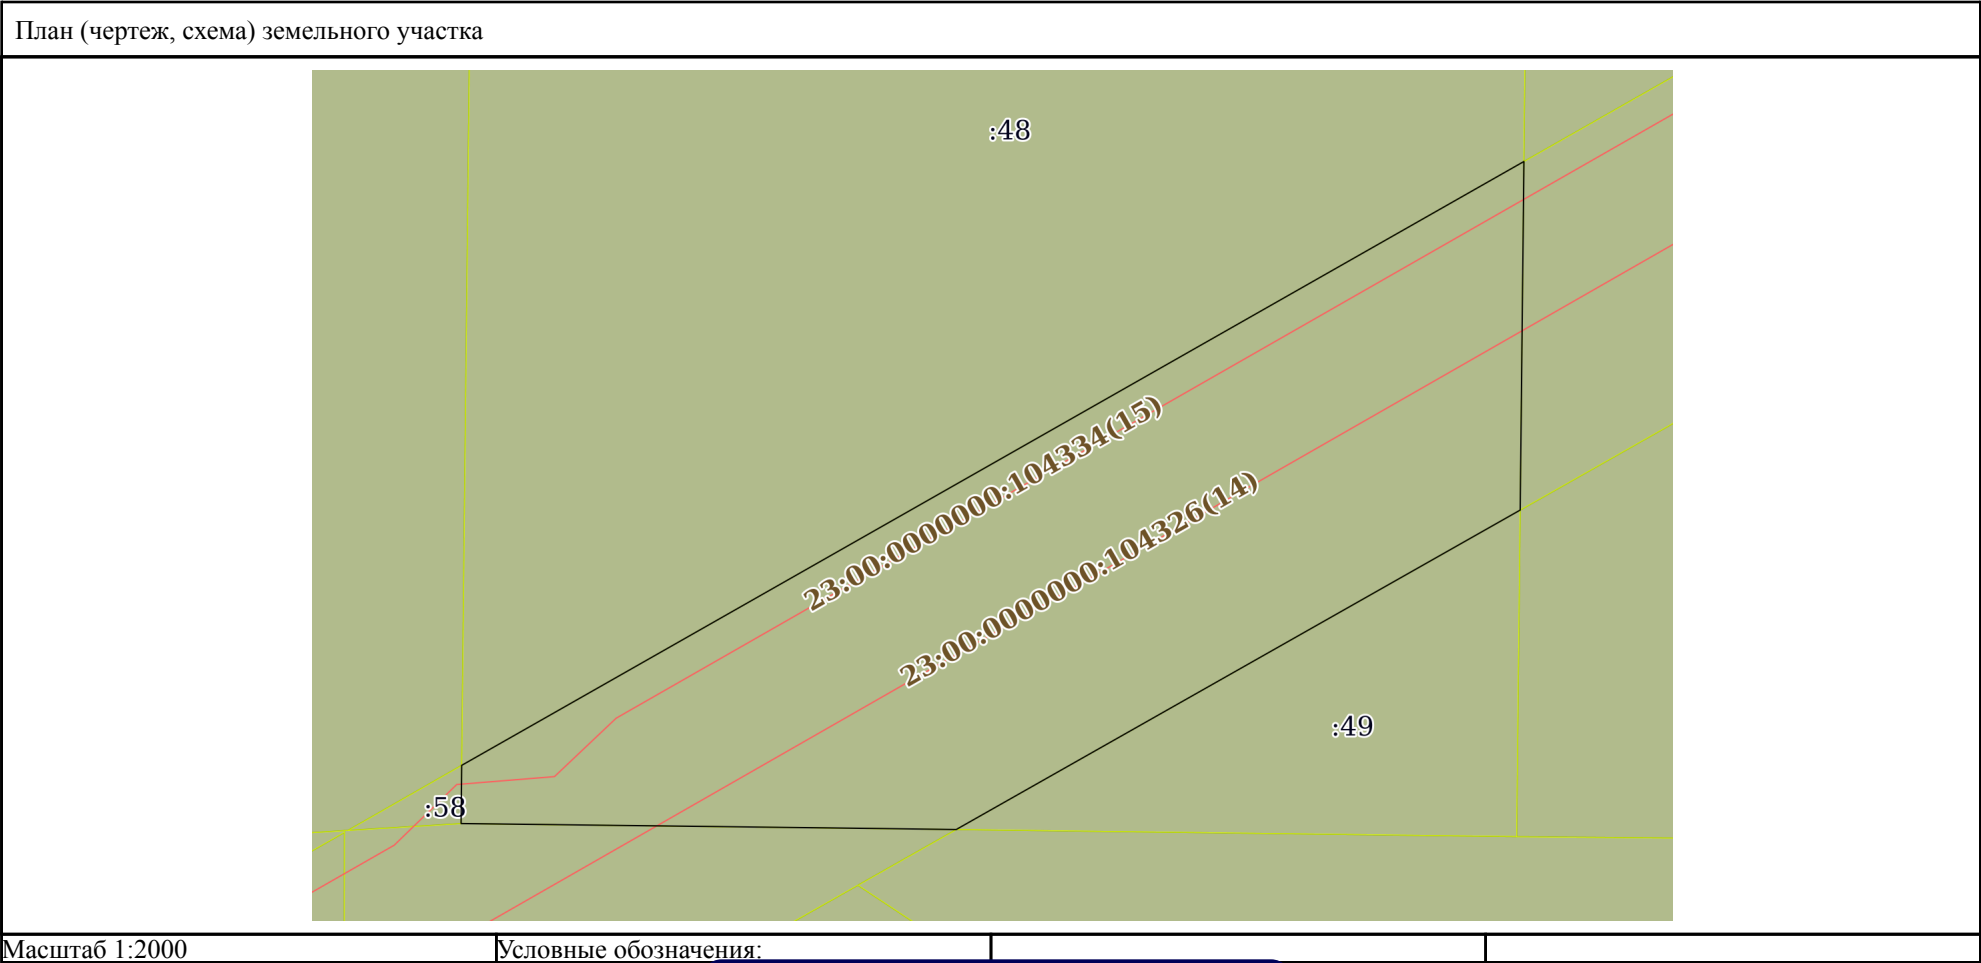 План (чертеж, схема) земельного участка
:48
23:00:0000000:104334(15)
23:00:0000000:104326(14)
:49
:58
Масштаб 1:2000
Условные обозначения: